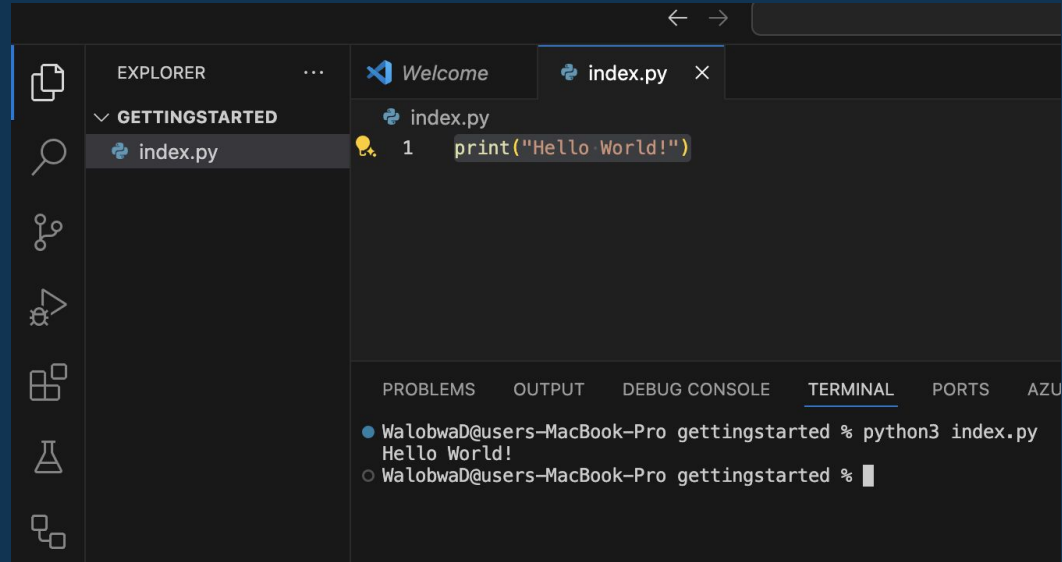 EXPLORER ...
GETTINGSTARTED
index.py
Welcome
index.py
index.py
1 print("Hello World!")
PROBLEMS OUTPUT DEBUG CONSOLE TERMINAL PORTS AZU
WalobwaD@users-MacBook-Pro gettingstarted % python3 index.py
Hello World!
WalobwaD@users-MacBook-Pro gettingstarted %